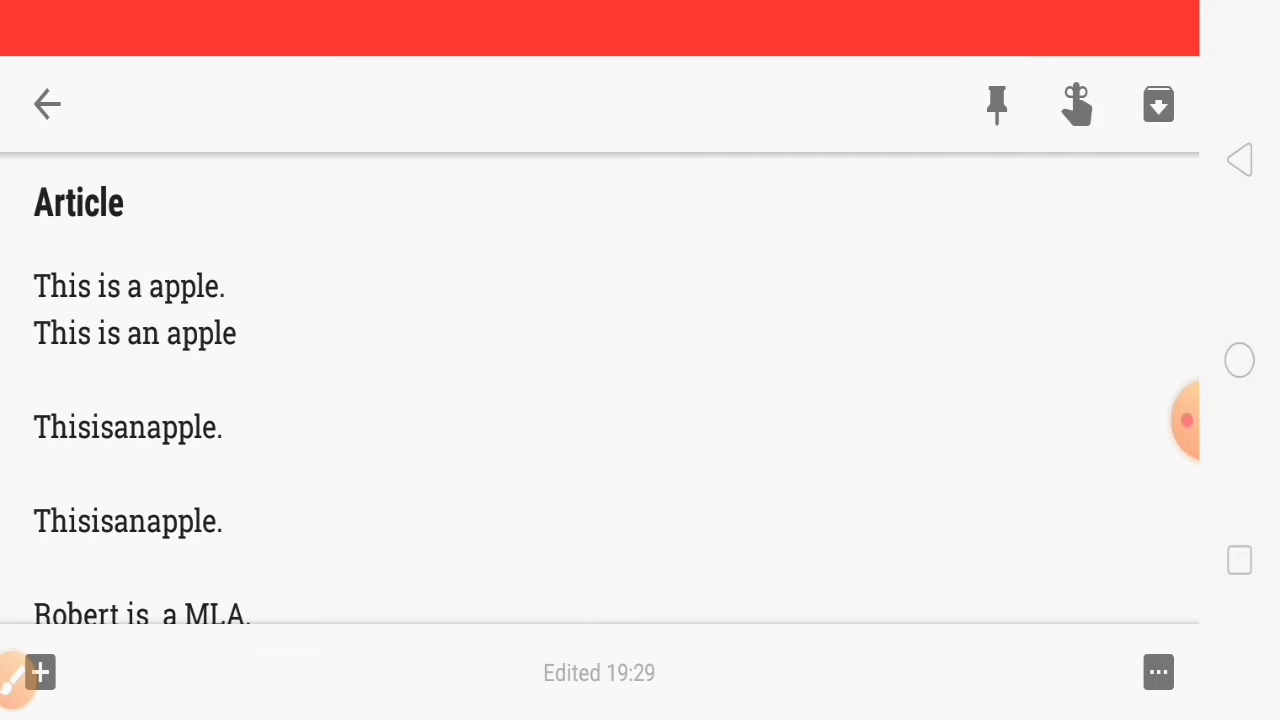 Article
This is a apple.
This is an apple
Thisisanapple.
Thisisanapple.
Robert is  a MLA.
Edited 19:29